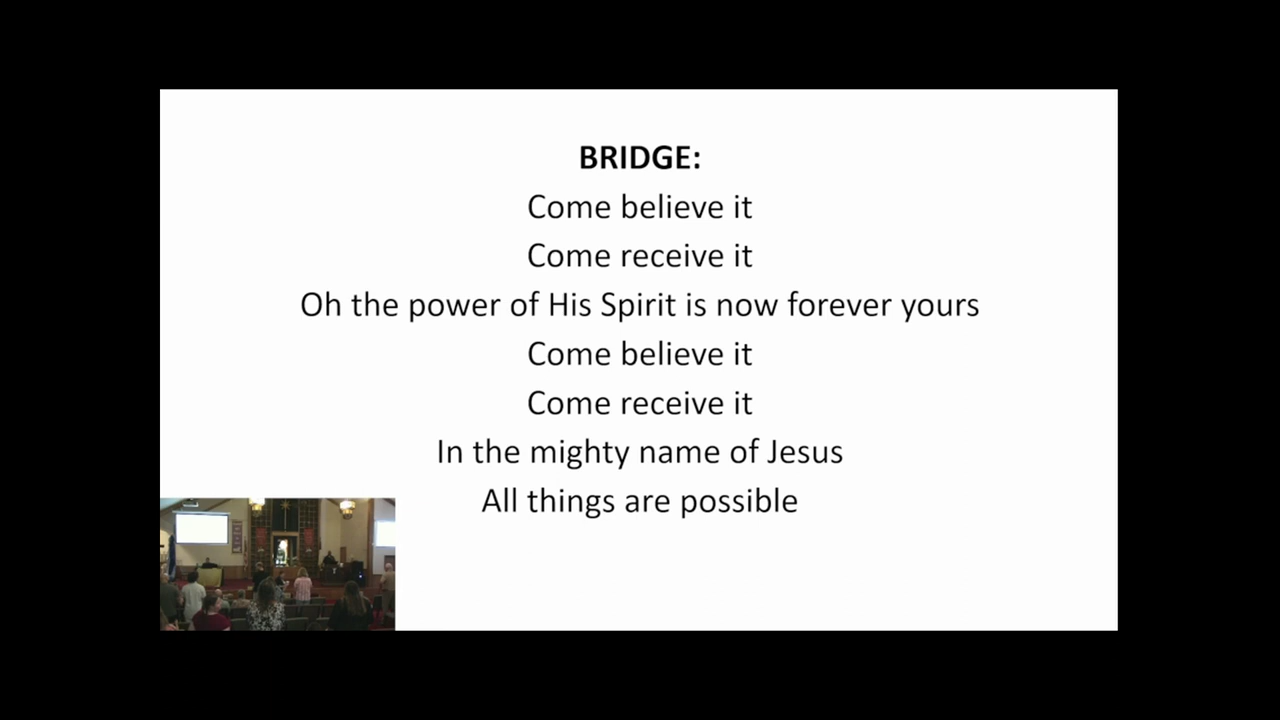 BRIDGE:
Come believe it
Come receive it
Oh the power of His Spirit is now forever yours
Come believe it
Come receive it
In the mighty name of Jesus
All things are possible